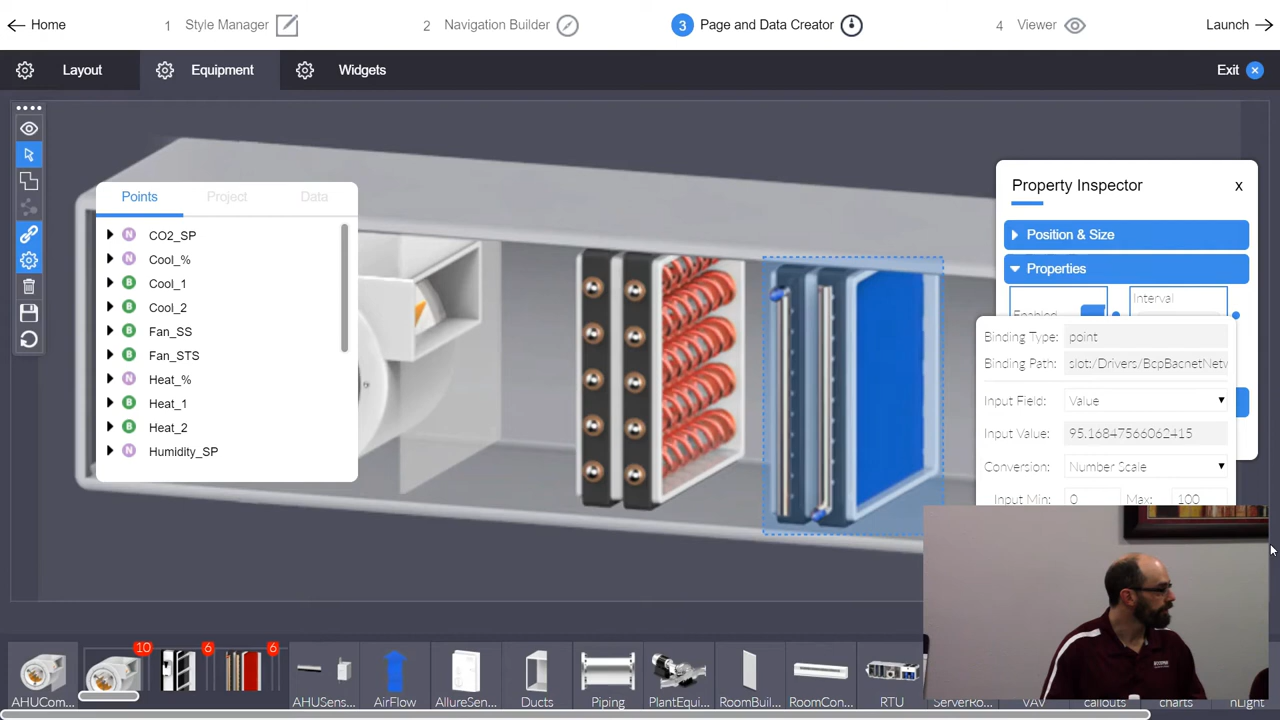 Home
1 Style Manager
2 Navigation Builder
3 Page and Data Creator
4 Viewer
Launch
Layout
Equipment
Widgets
Exit
Points Project Data
N CO2_SP
N Cool_%
B Cool_1
B Cool_2
B Fan_SS
B Fan_STS
N Heat_%
B Heat_1
B Heat_2
N Humidity_SP
Property Inspector x
Position & Size
Properties
Enabled
Interval
Binding Type: point
Binding Path: slot:/Drivers/BcpBacnetNetw
Input Field: Value
Input Value: 95.16847566062415
Conversion: Number Scale
Input Min: 0 Max: 100
10 6 6
AHUCom...
AHUSens...
AirFlow
AllureSen...
Ducts
Piping
PlantEqui...
RoomBuil...
RoomCon...
RTU
ServerRo...
VAV
callouts
charts
nLight